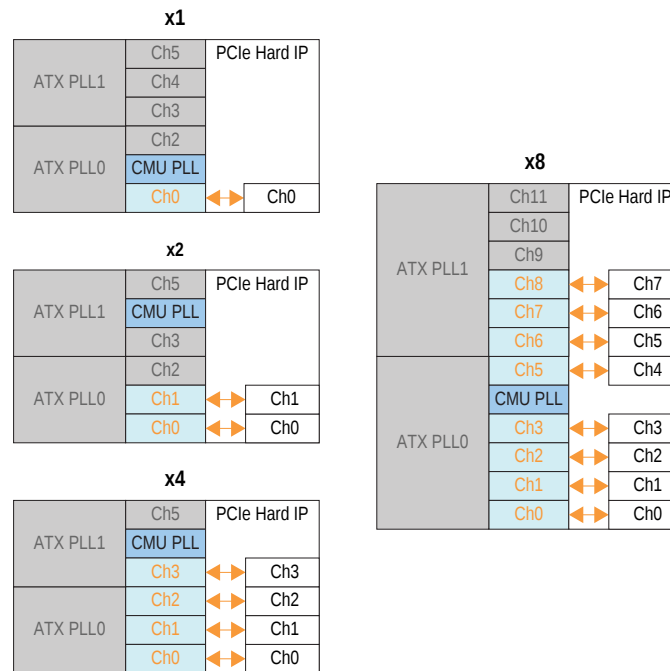 x1
Ch5 PCIe Hard IP
ATX PLL1 Ch4
Ch3
Ch2
ATX PLL0 CMU PLL
Ch0 Ch0
x2
Ch5 PCIe Hard IP
ATX PLL1 CMU PLL
Ch3
Ch2
ATX PLL0 Ch1 Ch1
Ch0 Ch0
x4
Ch5 PCIe Hard IP
ATX PLL1 CMU PLL
Ch3 Ch3
Ch2 Ch2
ATX PLL0 Ch1 Ch1
Ch0 Ch0
x8
Ch11 PCIe Hard IP
Ch10
Ch9
ATX PLL1
Ch8 Ch7
Ch7 Ch6
Ch6 Ch5
Ch5 Ch4
CMU PLL
ATX PLL0 Ch3 Ch3
Ch2 Ch2
Ch1 Ch1
Ch0 Ch0